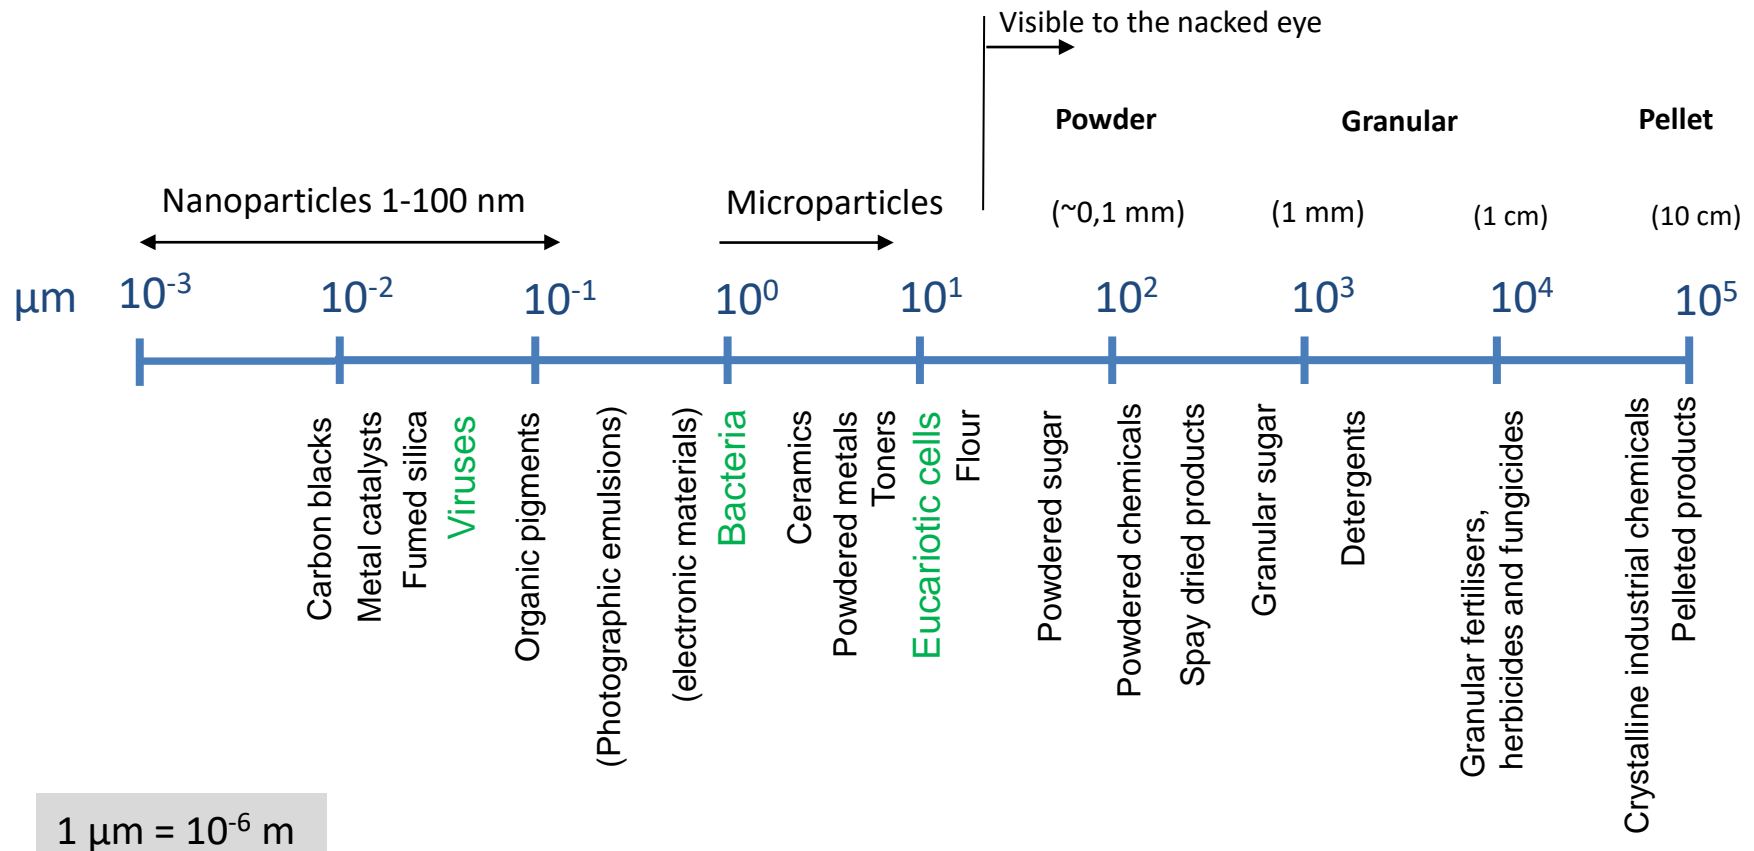 Visible to the nacked eye
Powder
Granular
Pellet
Nanoparticles 1-100 nm
Microparticles
(~0,1 mm)
(1 mm)
(1 cm)
(10 cm)
µm
10⁻³
10⁻²
10⁻¹
10⁰
10¹
10²
10³
10⁴
10⁵
Carbon blacks
Metal catalysts
Fumed silica
Viruses
Organic pigments
(Photographic emulsions)
(electronic materials)
Bacteria
Ceramics
Powdered metals
Toners
Eucariotic cells
Flour
Powdered sugar
Powdered chemicals
Spay dried products
Granular sugar
Detergents
Granular fertilisers,
herbicides and fungicides
Crystalline industrial chemicals
Pelleted products
1 µm = 10⁻⁶ m